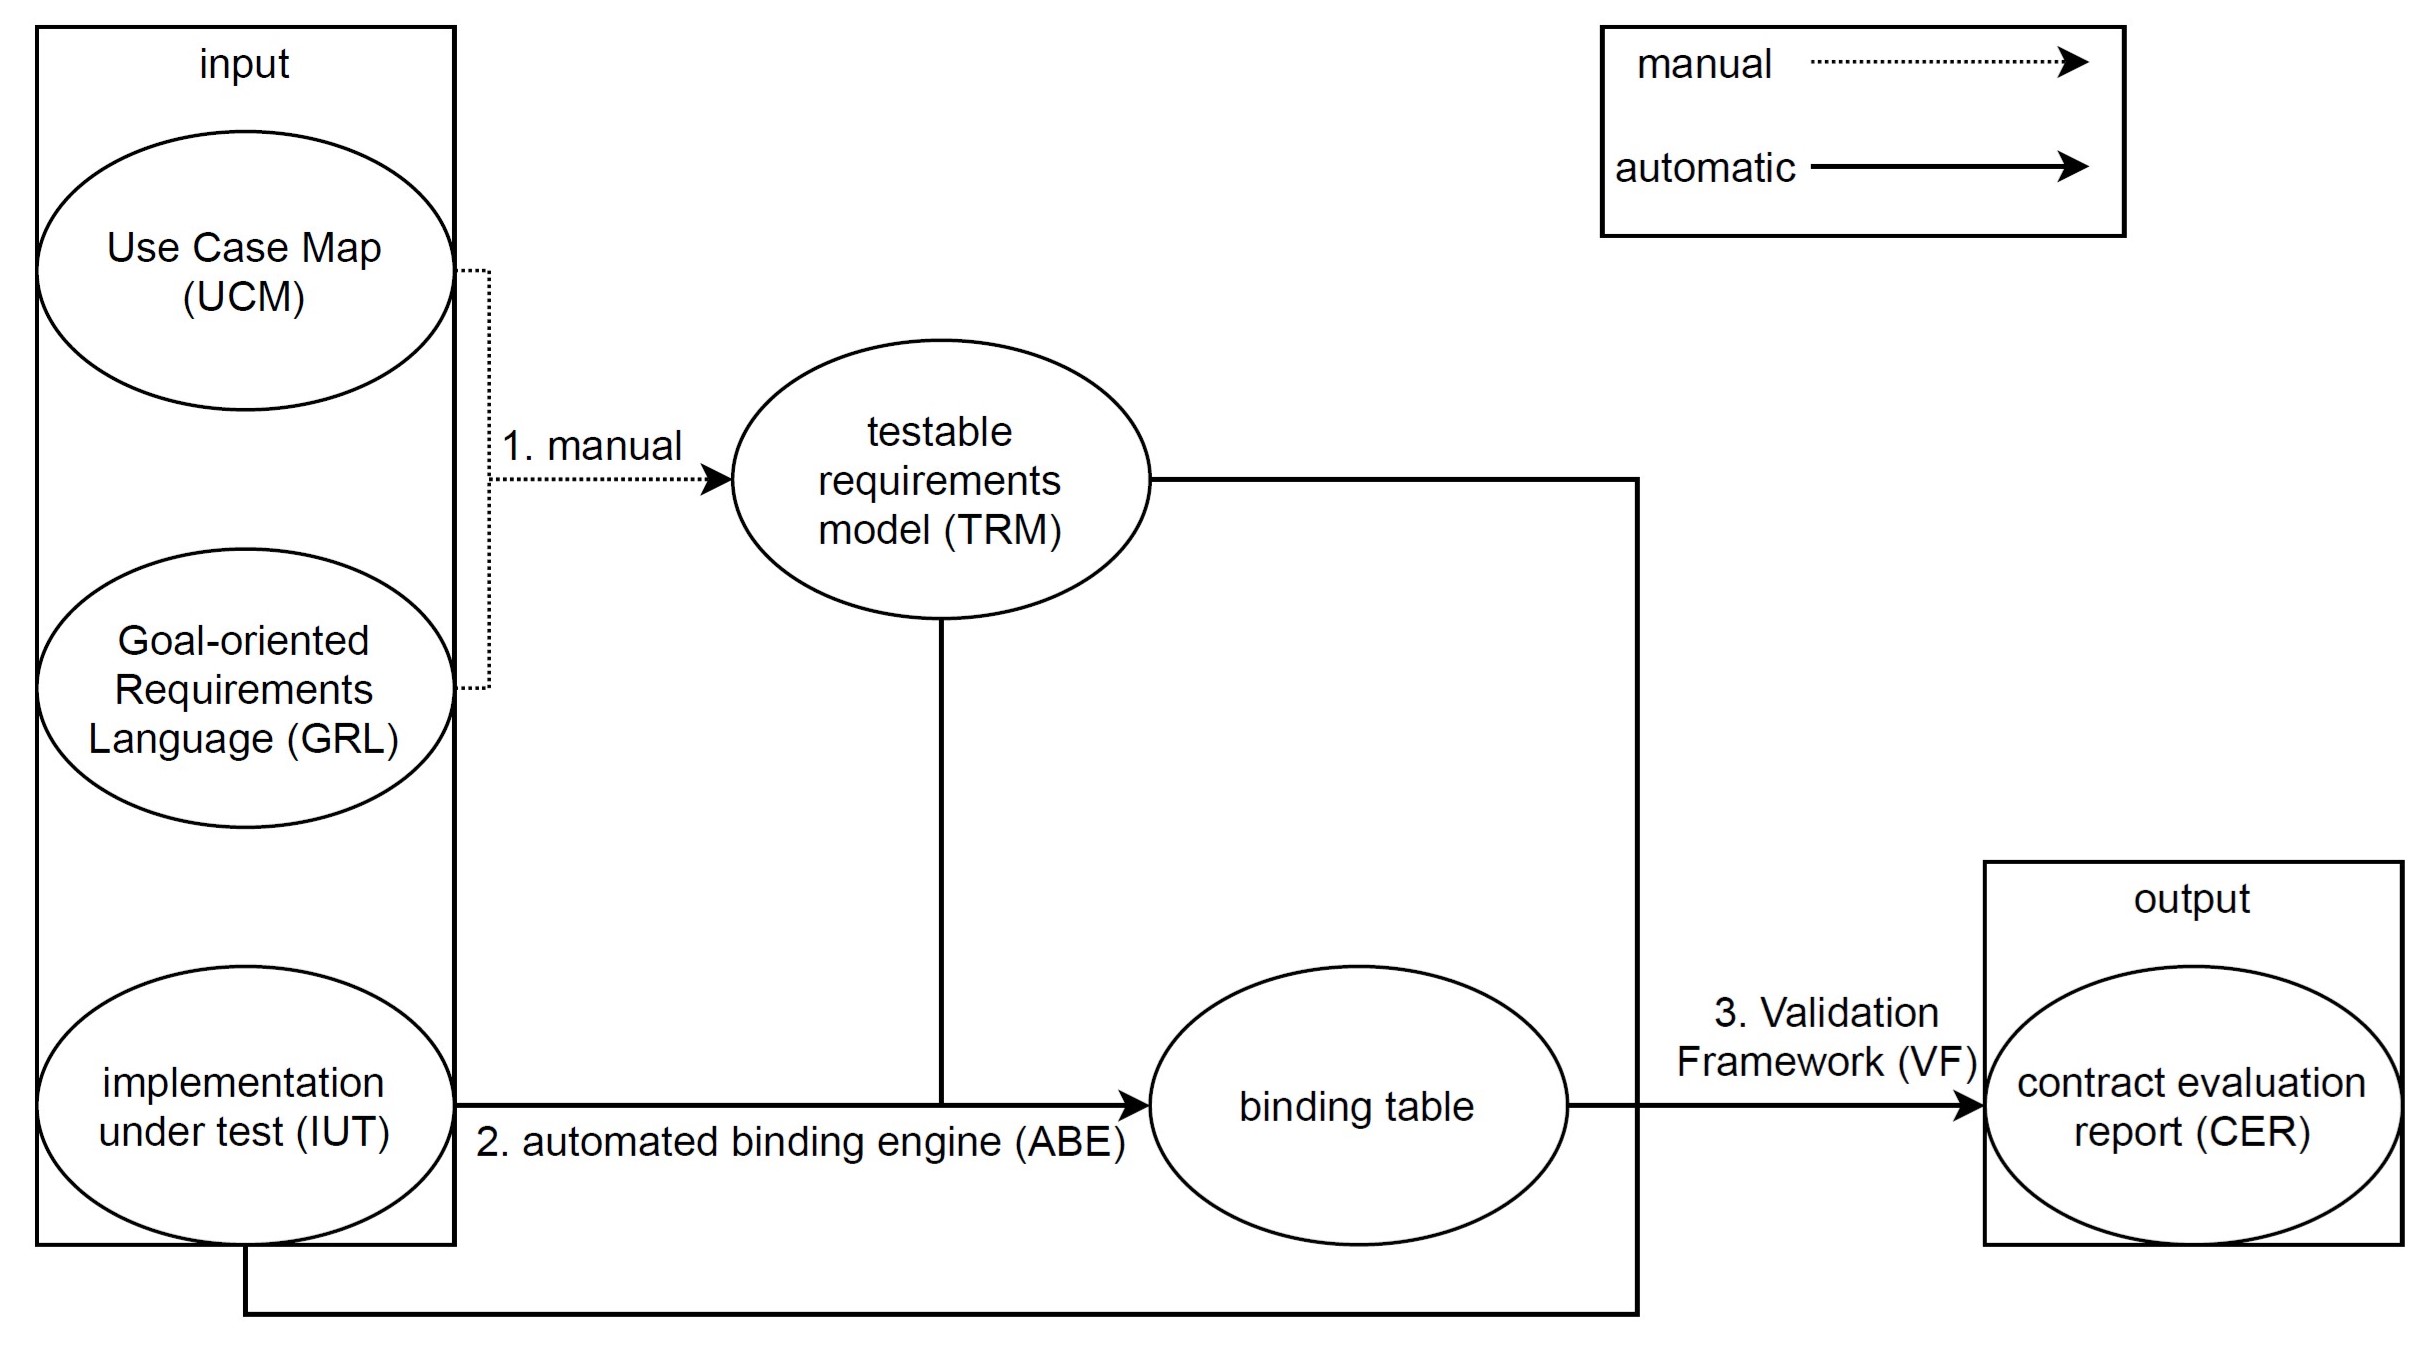 input
Use Case Map
(UCM)
Goal-oriented
Requirements
Language (GRL)
implementation
under test (IUT)
1. manual
testable
requirements
model (TRM)
2. automated binding engine (ABE)
binding table
manual
automatic
3. Validation
Framework (VF)
output
contract evaluation
report (CER)